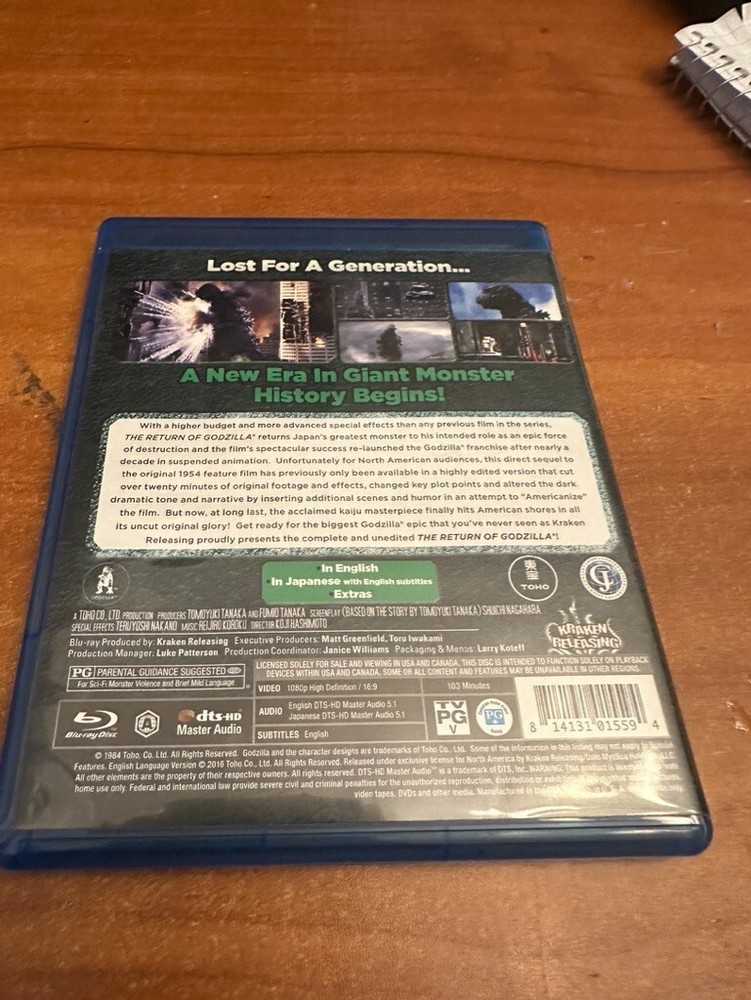 Lost For A Generation...
A New Era In Giant Monster
History Begins!
With a higher budget and more advanced special effects than any previous film in the series,
THE RETURN OF GODZILLA® returns Japan's greatest monster to his intended role as an epic force
of destruction and the film's spectacular success re-launched the Godzilla® franchise after nearly a
decade in suspended animation. Unfortunately for North American audiences, this direct sequel to
the original 1954 feature film has previously only been available in a highly edited version that cut
over twenty minutes of original footage and effects, changed key plot points and altered the dark
dramatic tone and narrative by inserting additional scenes and humor in an attempt to "Americanize"
the film. But now, at long last, the acclaimed kaiju masterpiece finally hits American shores in all
its uncut original glory! Get ready for the biggest Godzilla® epic that you've never seen as Kraken
Releasing proudly presents the complete and unedited THE RETURN OF GODZILLA®!
•In English
•In Japanese with English subtitles
•Extras
東宝
TOHO
A TOHO CO., LTD. PRODUCTION PRODUCERS TOMOYUKI TANAKA AND FUMIO TANAKA SCREENPLAY (BASED ON THE STORY BY TOMOYUKI TANAKA) SHUICHI NAGAHARA
SPECIAL EFFECTS TERUYOSHI NAKANO MUSIC REIJIRO KOROKU DIRECTOR KOJI HASHIMOTO
Blu-ray Produced by: Kraken Releasing Executive Producers: Matt Greenfield, Toru Iwakami
Production Manager: Luke Patterson Production Coordinator: Janice Williams Packaging & Menus: Larry Koteff
KRAKEN
RELEASING
PG PARENTAL GUIDANCE SUGGESTED
For Sci-Fi Monster Violence and Brief Mild Language
LICENSED SOLELY FOR SALE AND VIEWING IN USA AND CANADA. THIS DISC IS INTENDED TO FUNCTION SOLELY ON PLAYBACK
DEVICES WITHIN USA AND CANADA. SOME OR ALL CONTENT AND FEATURES MAY BE UNAVAILABLE IN OTHER REGIONS.
VIDEO 1080p High Definition / 16:9 103 Minutes
AUDIO English DTS-HD Master Audio 5.1
Japanese DTS-HD Master Audio 5.1
SUBTITLES English
Blu-ray Disc
A
dts-HD
Master Audio
TV
PG
V
PG
8 14131 01559 4
© 1984 Toho. Co. Ltd. All Rights Reserved. Godzilla and the character designs are trademarks of Toho Co., Ltd. Some of the information in this listing may not apply to Special
Features. English Language Version © 2016 Toho Co. Ltd. All Rights Reserved. Released under exclusive license for North America by Kraken Releasing/
All other elements are the property of their respective owners. All rights reserved. DTS-HD Master Audio™ is a trademark of DTS, Inc. WARNING: This product is
home use only. Federal and international law provide severe civil and criminal penalties for the unauthorized reproduction, distribution or
video tapes, DVDs and other media. Manufactured in the